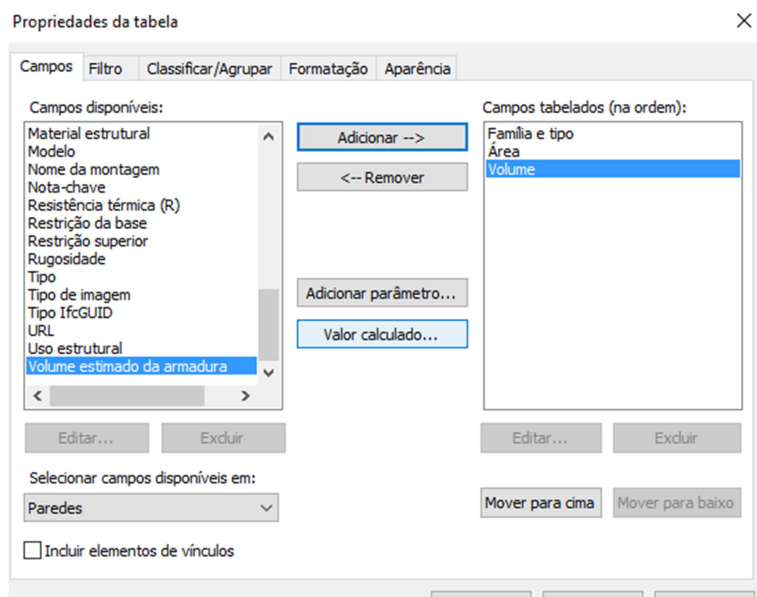 Propriedades da tabela
Campos
Filtro
Classificar/Agrupar
Formatação
Aparência
Campos disponíveis:
Material estrutural
Modelo
Nome da montagem
Nota-chave
Resistência térmica (R)
Restrição da base
Restrição superior
Rugosidade
Tipo
Tipo de imagem
Tipo IfcGUID
URL
Uso estrutural
Volume estimado da armadura
Editar...
Excluir
Selecionar campos disponíveis em:
Paredes
Incluir elementos de vínculos
Adicionar -->
<-- Remover
Adicionar parâmetro...
Valor calculado...
Campos tabelados (na ordem):
Família e tipo
Área
Volume
Editar...
Excluir
Mover para cima
Mover para baixo